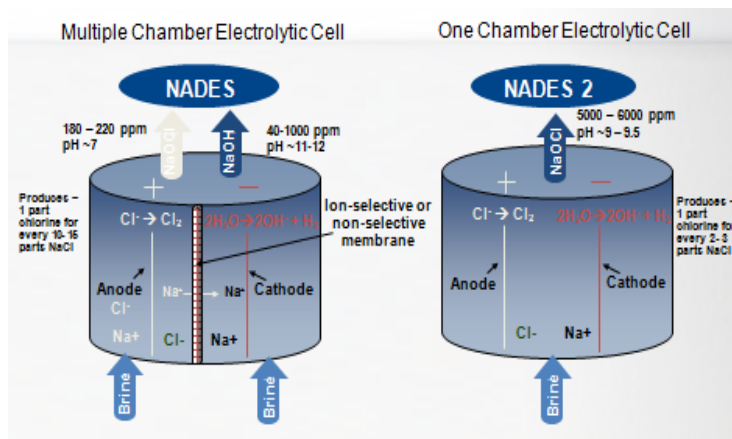 Multiple Chamber Electrolytic Cell
NADES
180 – 220 ppm
pH ~7
NaOCl
NaOH
40-1000 ppm
pH ~11-12
+
–
Produces –
1 part
chlorine for
every 10-15
parts NaCl
Cl- → Cl2
2H2O→2OH- + H2
Ion-selective or
non-selective
membrane
Anode
Na+
Na+
Cathode
Cl-
Na+
Cl-
Na+
Brine
Brine
One Chamber Electrolytic Cell
NADES 2
5000 – 6000 ppm
pH ~9 – 9.5
NaOCl
+
–
Cl- → Cl2
2H2O→2OH- + H2
Produces –
1 part
chlorine for
every 2-3
parts NaCl
Anode
Cathode
Cl-
Na+
Brine